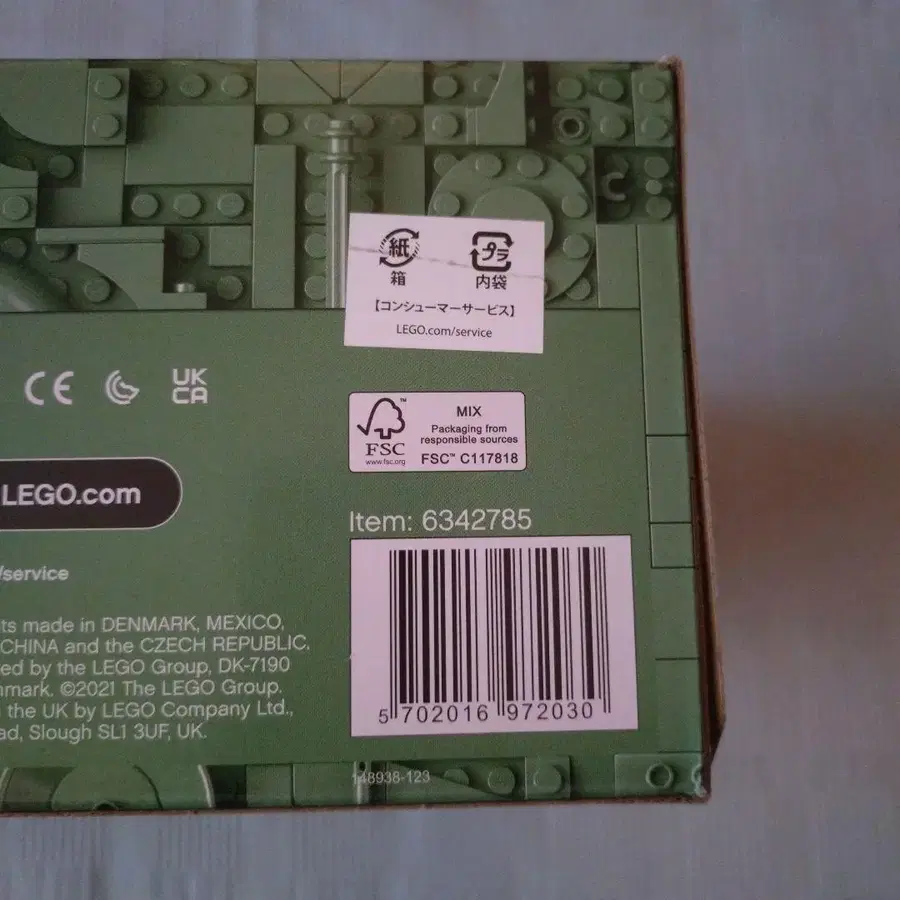 紙
箱
プラ
内袋
【コンシューマーサービス】
LEGO.com/service
CE
UK
CA
FSC™
www.fsc.org
MIX
Packaging from
responsible sources
FSC™ C117818
LEGO.com
Item: 6342785
/service
ts made in DENMARK, MEXICO,
CHINA and the CZECH REPUBLIC.
ed by the LEGO Group, DK-7190
nmark. ©2021 The LEGO Group.
the UK by LEGO Company Ltd.,
ad, Slough SL1 3UF, UK.
5 702016 972030
148938-123